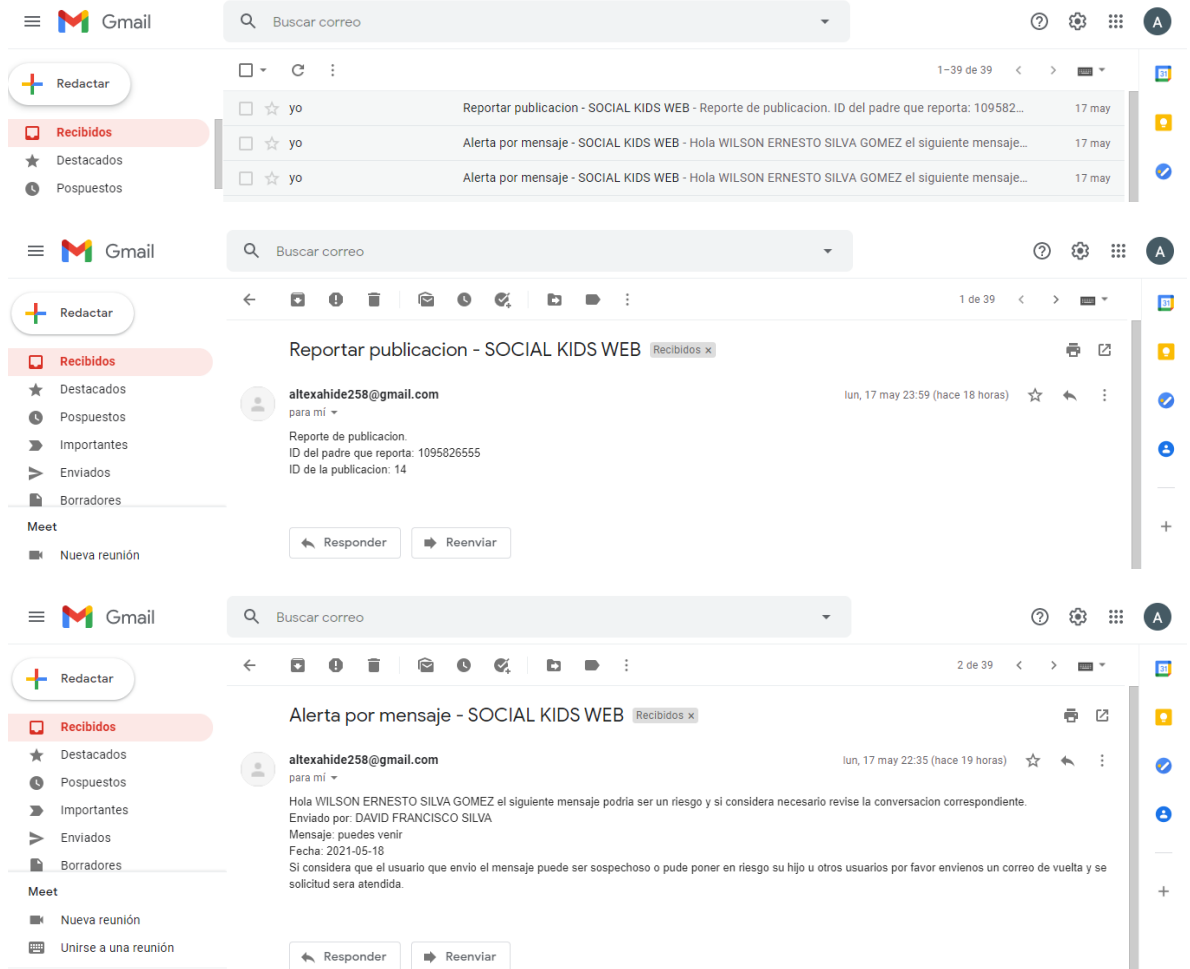 Gmail
Buscar correo
A
Redactar
1–39 de 39
31
yo Reportar publicacion - SOCIAL KIDS WEB - Reporte de publicacion. ID del padre que reporta: 109582... 17 may
Recibidos
yo Alerta por mensaje - SOCIAL KIDS WEB - Hola WILSON ERNESTO SILVA GOMEZ el siguiente mensaje... 17 may
Destacados
yo Alerta por mensaje - SOCIAL KIDS WEB - Hola WILSON ERNESTO SILVA GOMEZ el siguiente mensaje... 17 may
Pospuestos
Gmail
Buscar correo
A
Redactar
1 de 39
31
Reportar publicacion - SOCIAL KIDS WEB Recibidos x
Recibidos
Destacados
altexahide258@gmail.com lun, 17 may 23:59 (hace 18 horas)
para mí
Pospuestos
Reporte de publicacion.
Importantes
ID del padre que reporta: 1095826555
ID de la publicacion: 14
Enviados
Borradores
Meet
Nueva reunión
Responder
Reenviar
Gmail
Buscar correo
A
Redactar
2 de 39
31
Alerta por mensaje - SOCIAL KIDS WEB Recibidos x
Recibidos
Destacados
altexahide258@gmail.com lun, 17 may 22:35 (hace 19 horas)
para mí
Pospuestos
Hola WILSON ERNESTO SILVA GOMEZ el siguiente mensaje podria ser un riesgo y si considera necesario revise la conversacion correspondiente.
Importantes
Enviado por: DAVID FRANCISCO SILVA
Mensaje: puedes venir
Enviados
Fecha: 2021-05-18
Borradores
Si considera que el usuario que envio el mensaje puede ser sospechoso o pude poner en riesgo su hijo u otros usuarios por favor envienos un correo de vuelta y se
solicitud sera atendida.
Meet
Nueva reunión
Unirse a una reunión
Responder
Reenviar